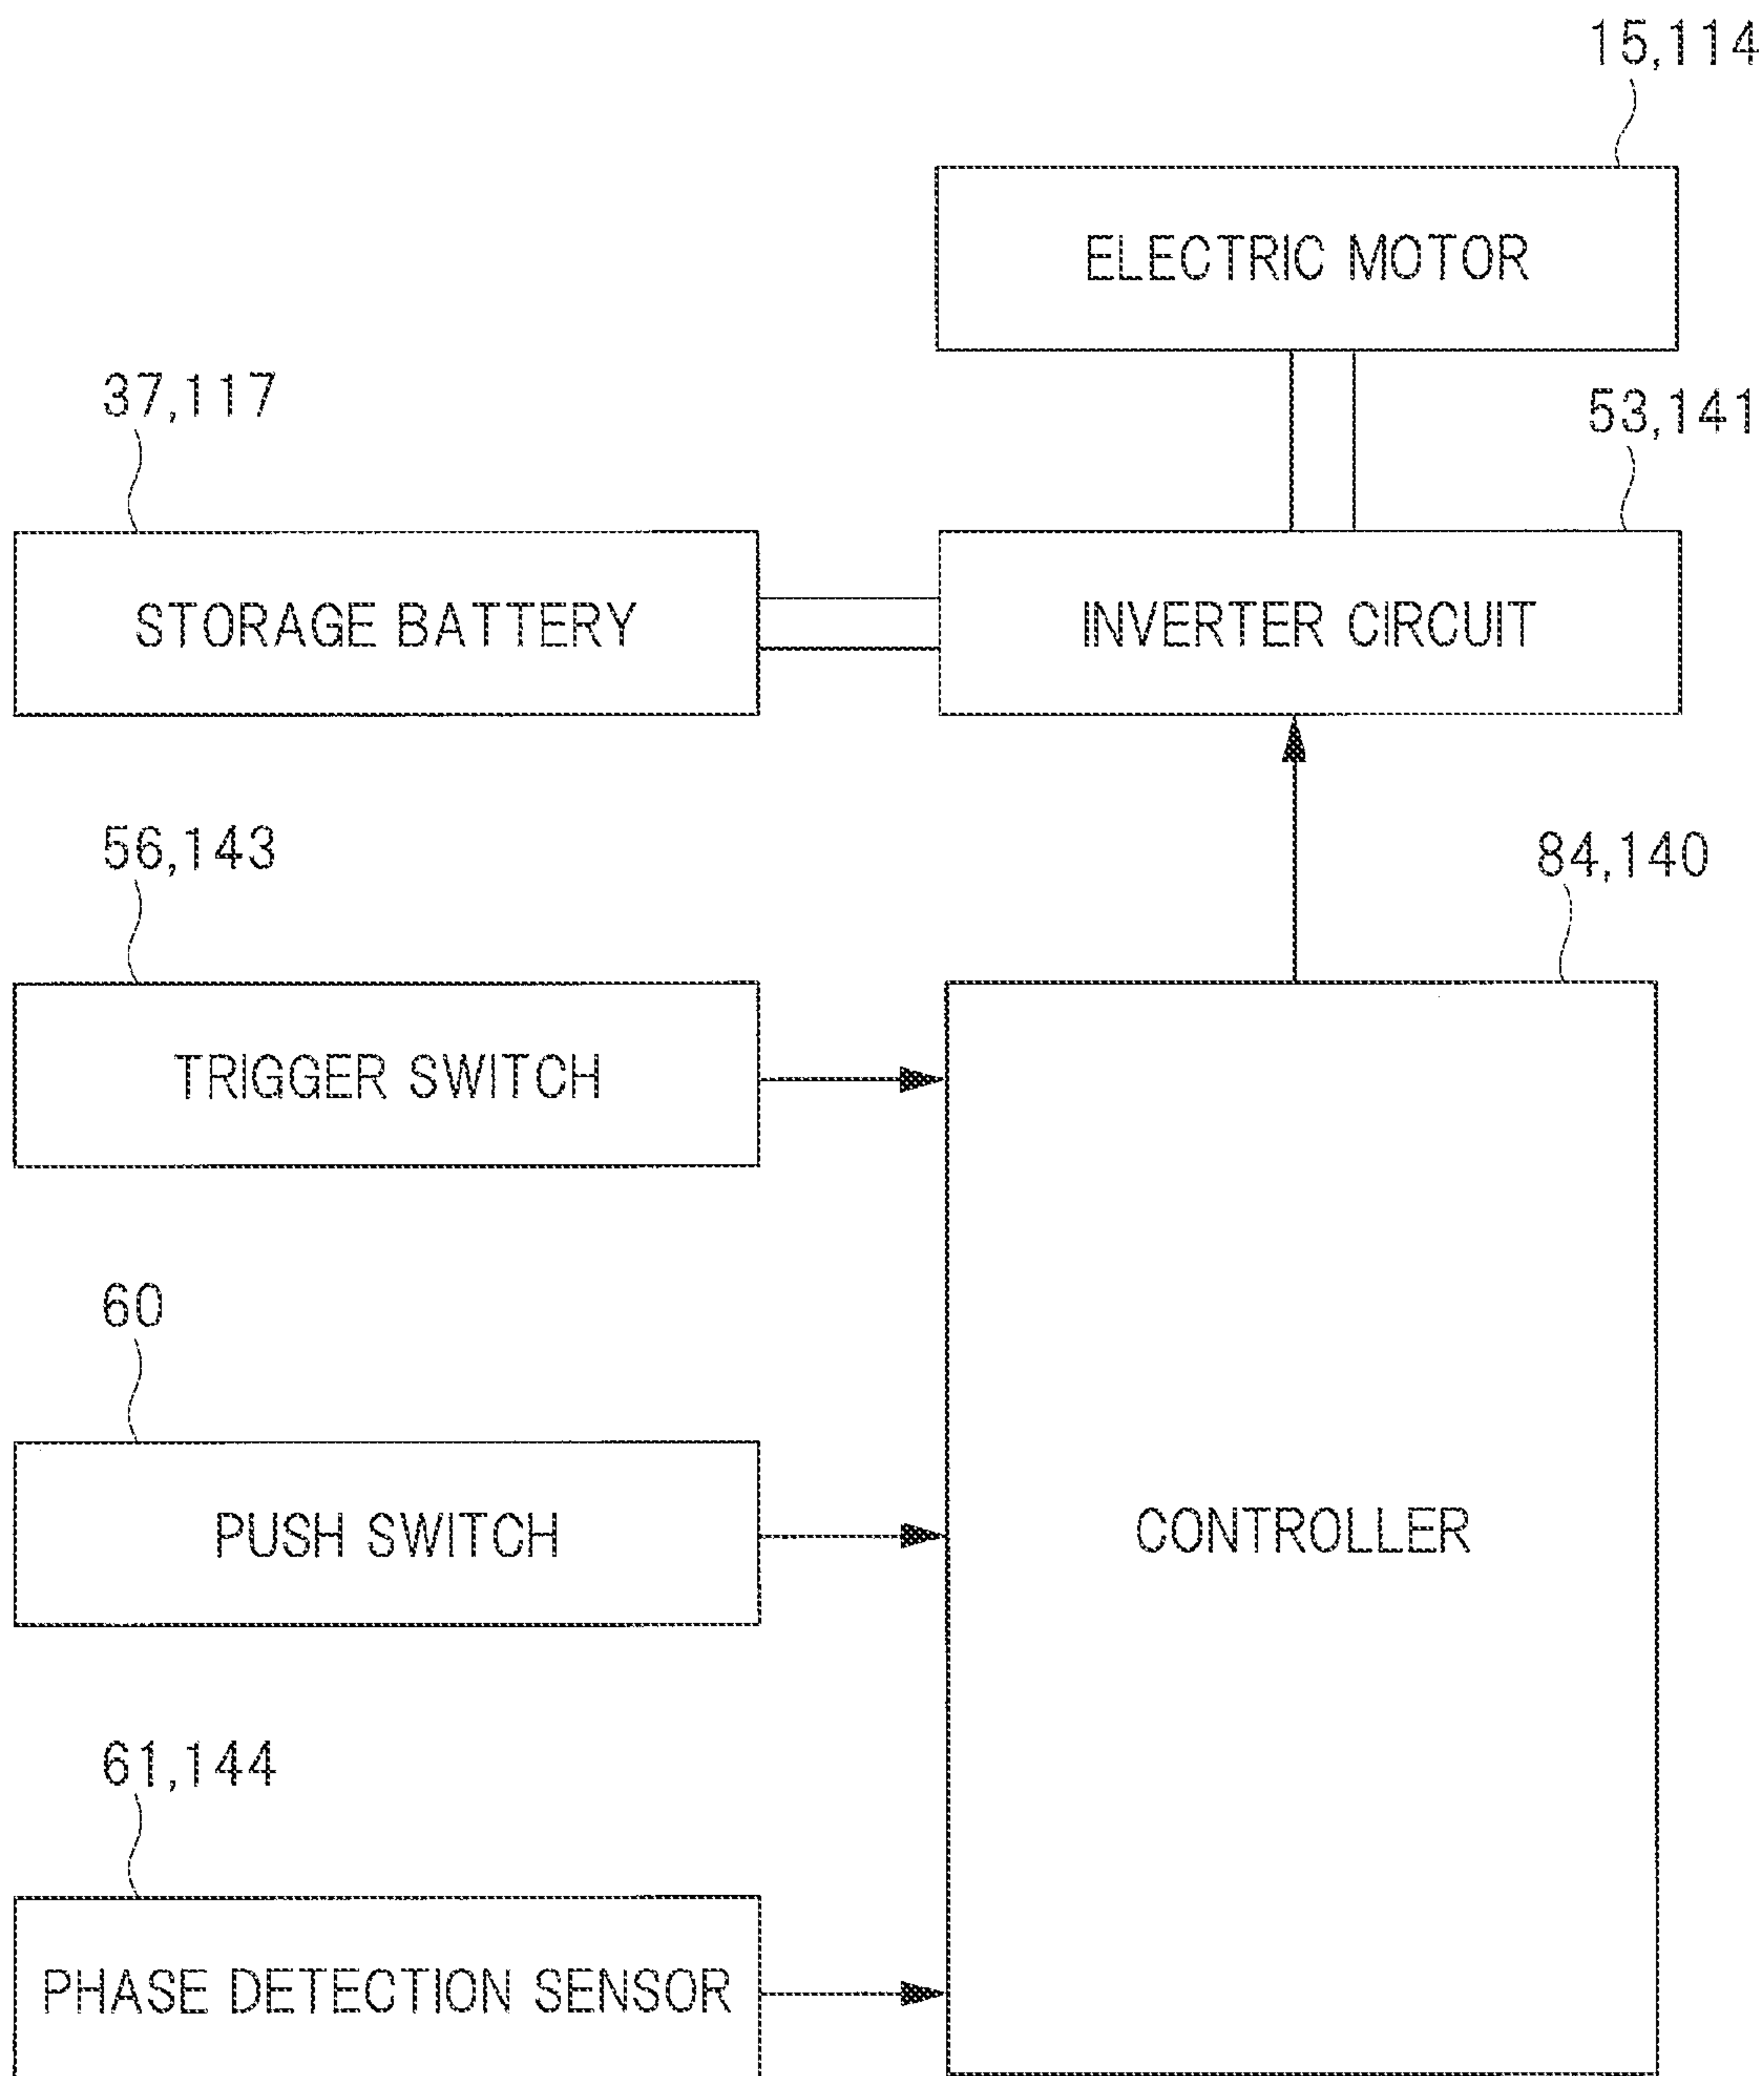 15,114
ELECTRIC MOTOR
37,117
53,141
STORAGE BATTERY
INVERTER CIRCUIT
56,143
84,140
TRIGGER SWITCH
60
PUSH SWITCH
CONTROLLER
61,144
PHASE DETECTION SENSOR